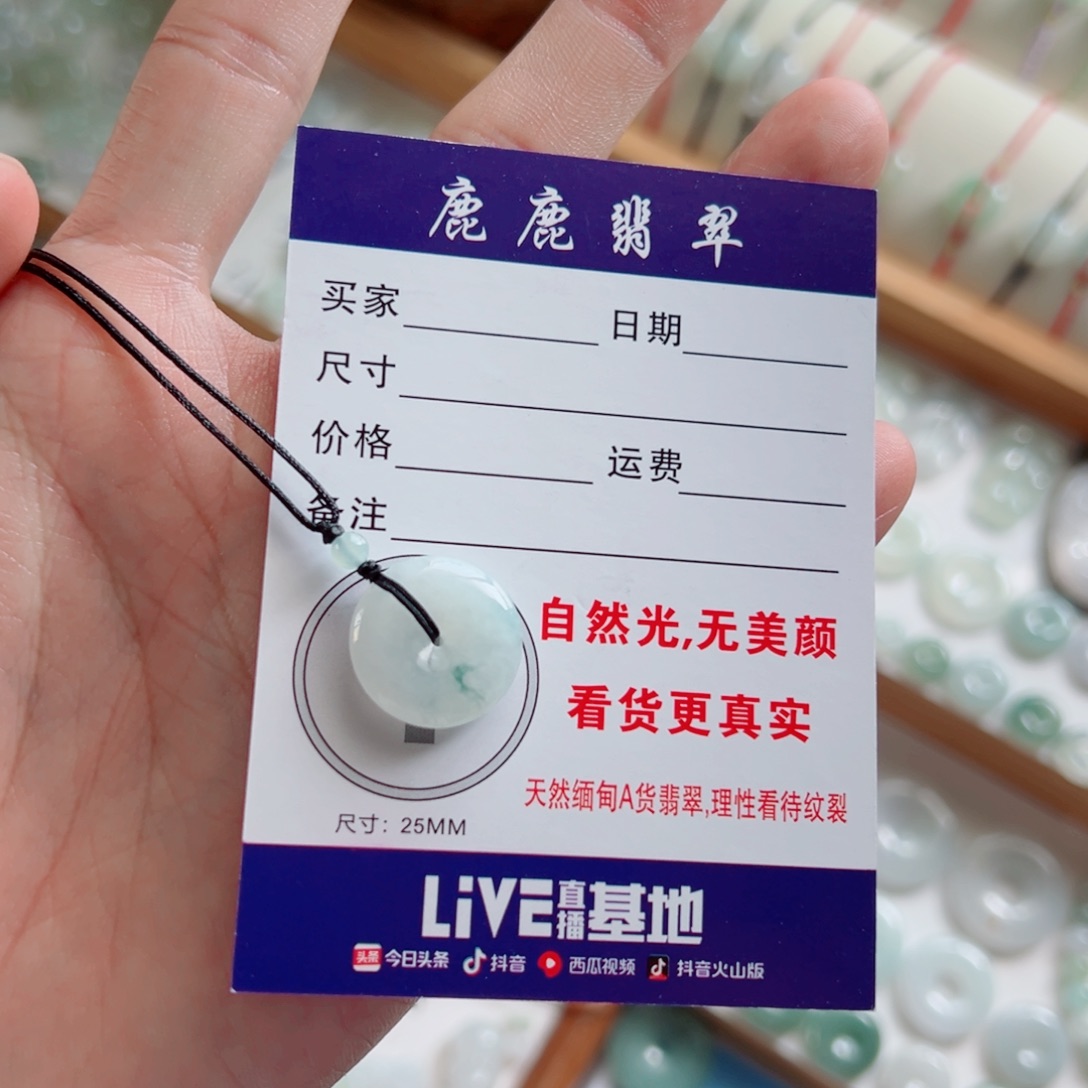 鹿鹿翡翠
买家 日期
尺寸
价格 运费
备注
自然光,无美颜
看货更真实
天然缅甸A货翡翠,理性看待纹裂
尺寸：25MM
LiVE直播基地
头条 今日头条 抖音 西瓜视频 抖音火山版